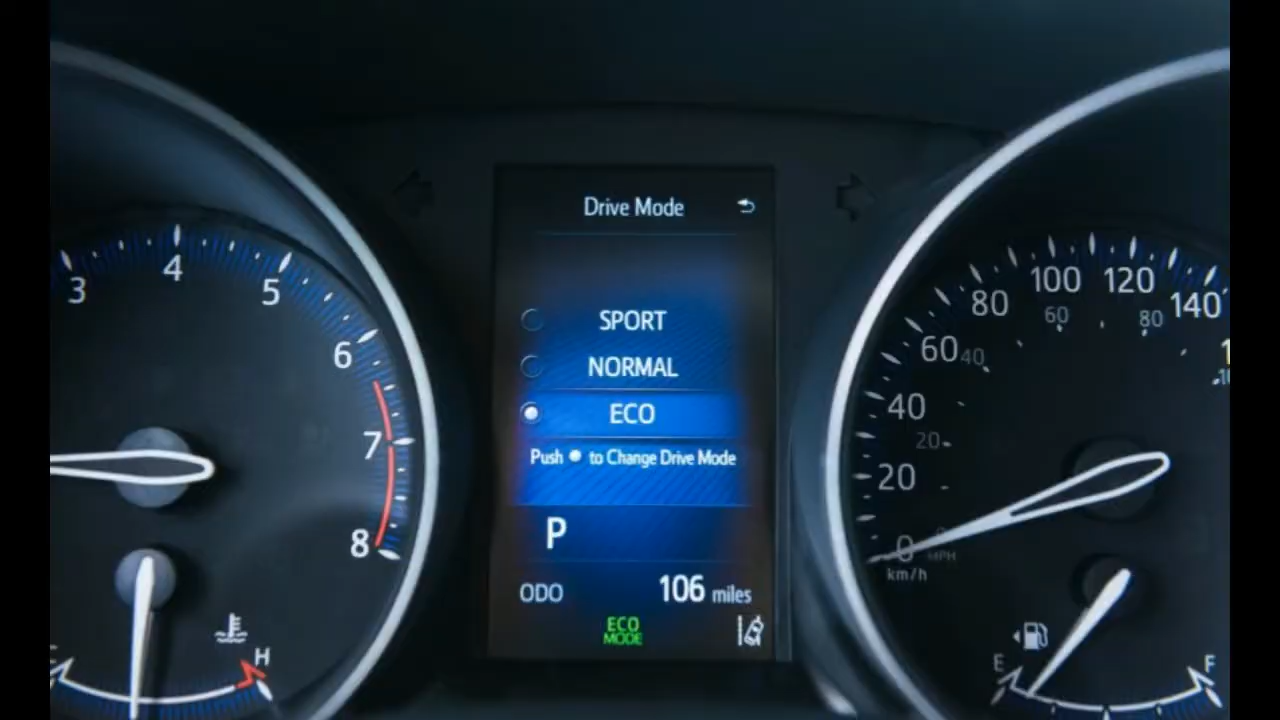 3
4
5
6
7
8
H
Drive Mode
SPORT
NORMAL
ECO
Push to Change Drive Mode
P
ODO 106 miles
ECO
MODE
0
20
40
60
80
100
120
140
20
40
60
80
MPH
km/h
E
F